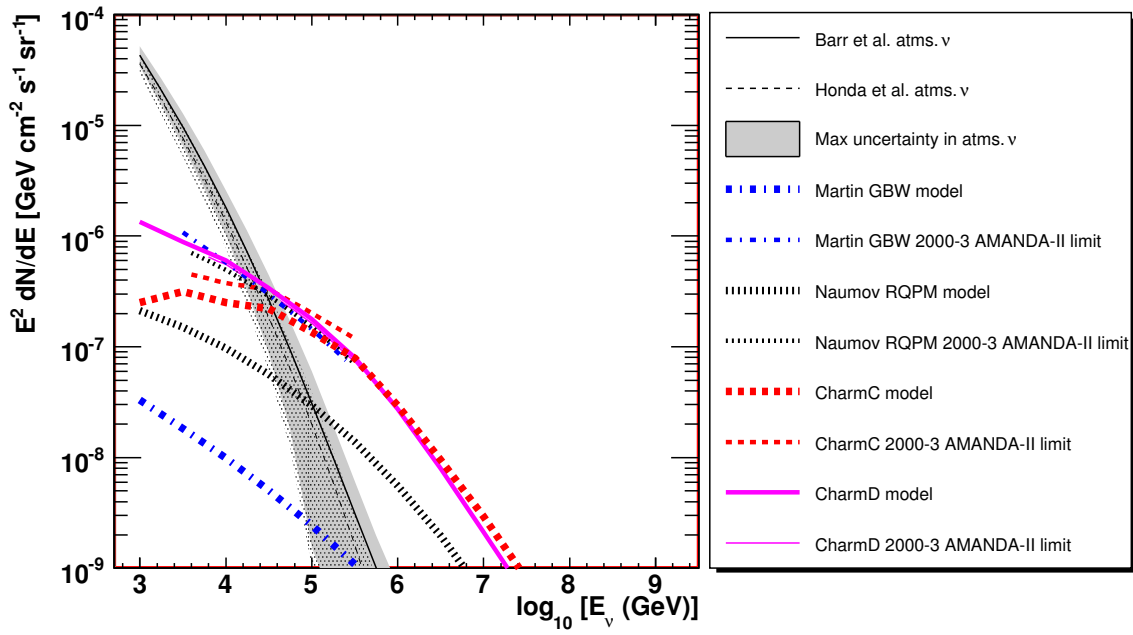 E² dN/dE [GeV cm⁻² s⁻¹ sr⁻¹]
10⁻⁴
10⁻⁵
10⁻⁶
10⁻⁷
10⁻⁸
10⁻⁹
3 4 5 6 7 8 9
log₁₀ [E_ν (GeV)]
Barr et al. atms. ν
Honda et al. atms. ν
Max uncertainty in atms. ν
Martin GBW model
Martin GBW 2000-3 AMANDA-II limit
Naumov RQPM model
Naumov RQPM 2000-3 AMANDA-II limit
CharmC model
CharmC 2000-3 AMANDA-II limit
CharmD model
CharmD 2000-3 AMANDA-II limit